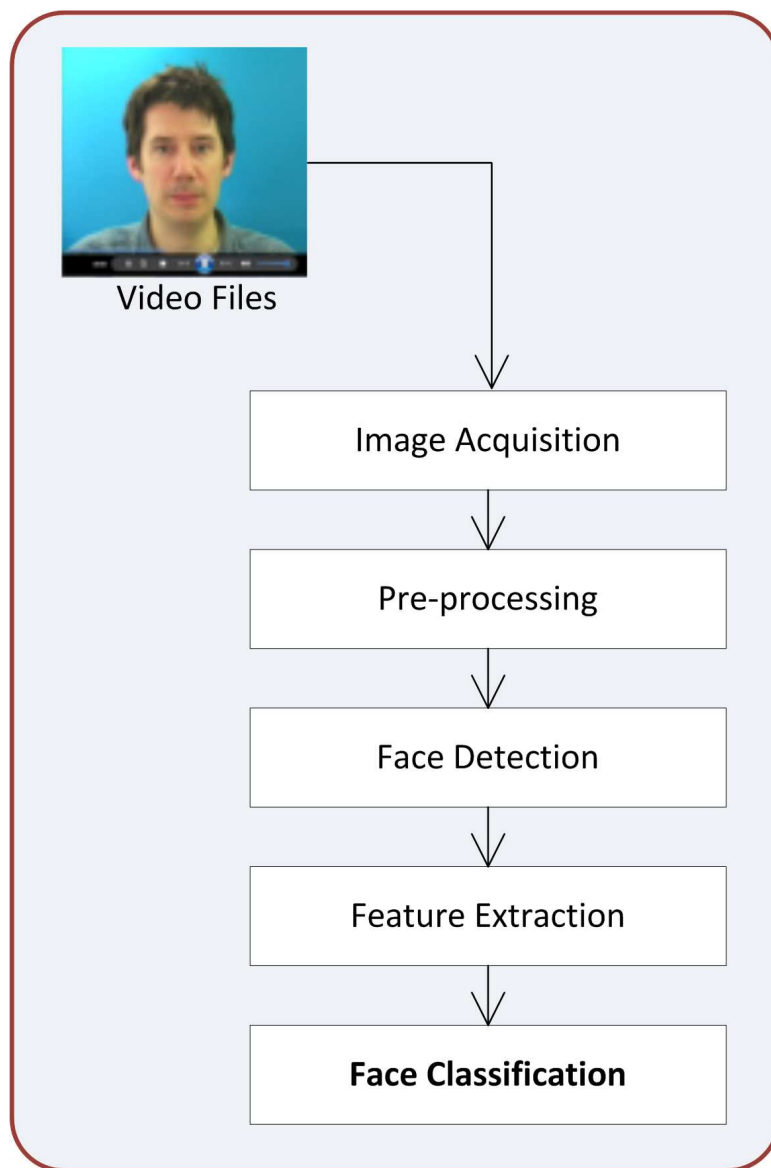 Video Files
Image Acquisition
Pre-processing
Face Detection
Feature Extraction
Face Classification